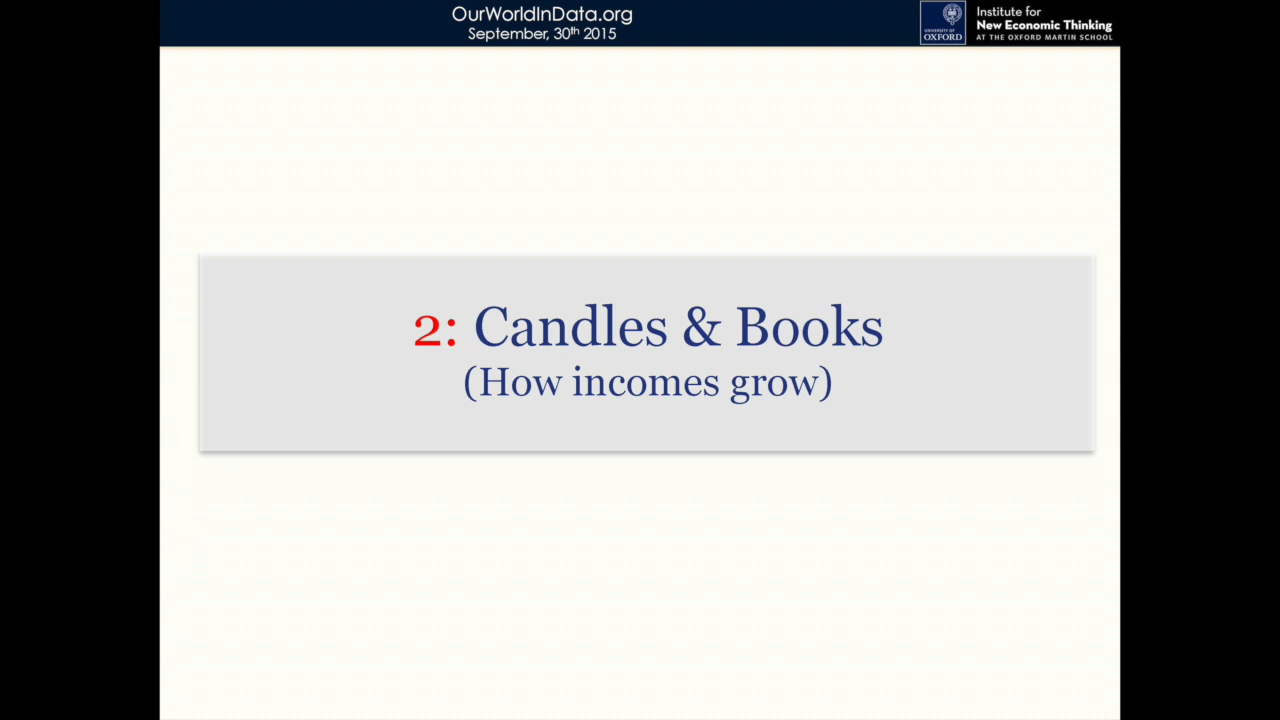 OurWorldInData.org
September, 30th 2015
UNIVERSITY OF
OXFORD
Institute for
New Economic Thinking
AT THE OXFORD MARTIN SCHOOL
2: Candles & Books
(How incomes grow)